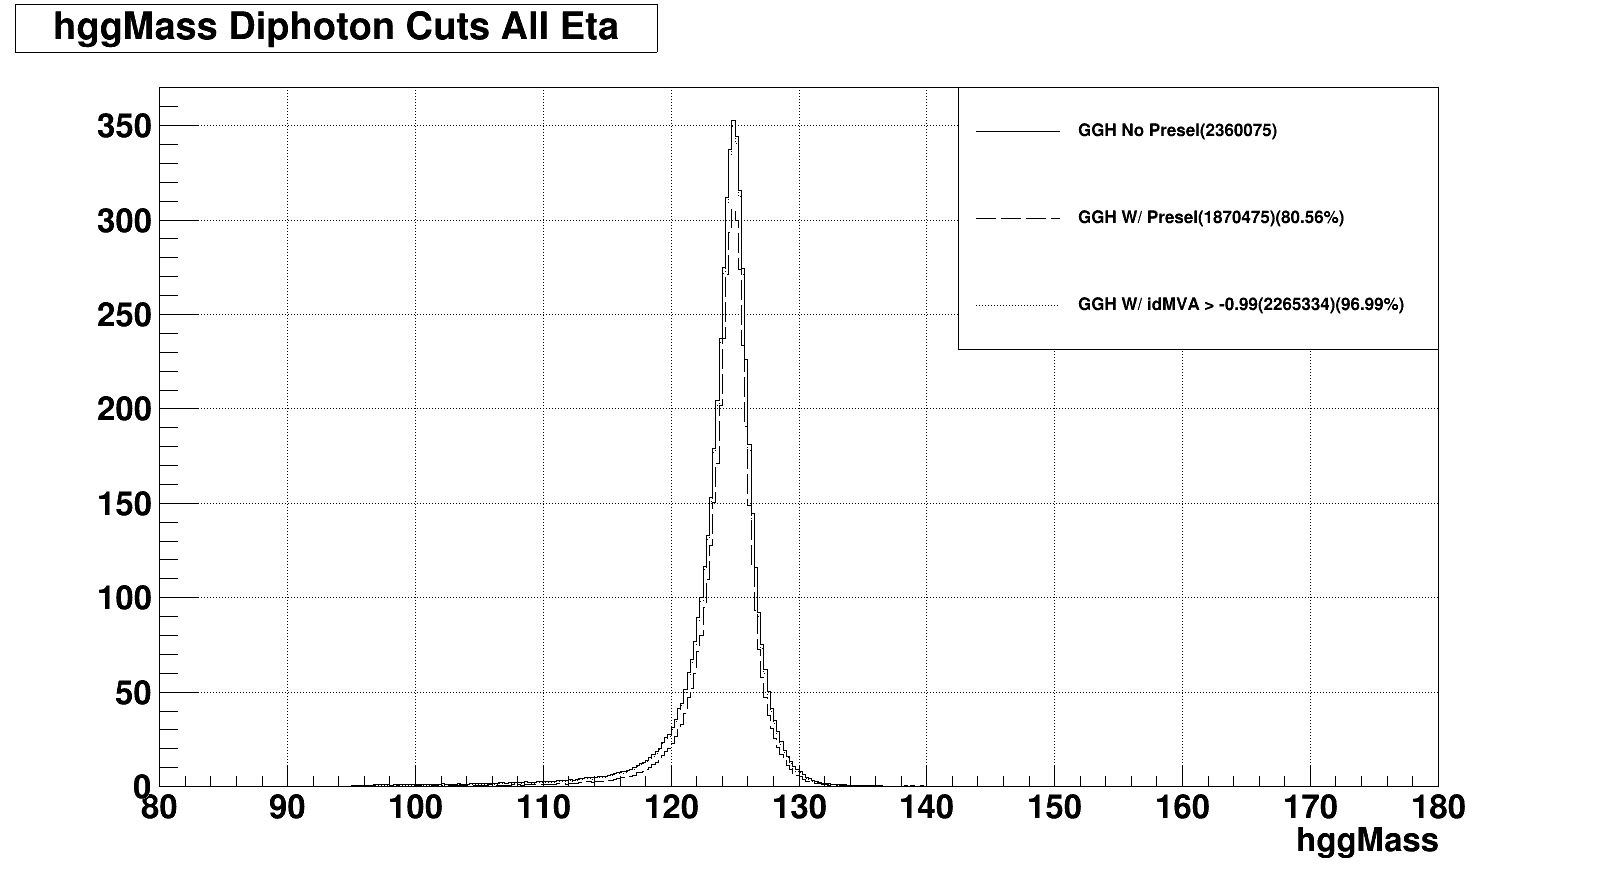 hggMass Diphoton Cuts All Eta
GGH No Presel(2360075)
GGH W/ Presel(1870475)(80.56%)
GGH W/ idMVA > -0.99(2265334)(96.99%)
350
300
250
200
150
100
50
0
80 90 100 110 120 130 140 150 160 170 180
hggMass